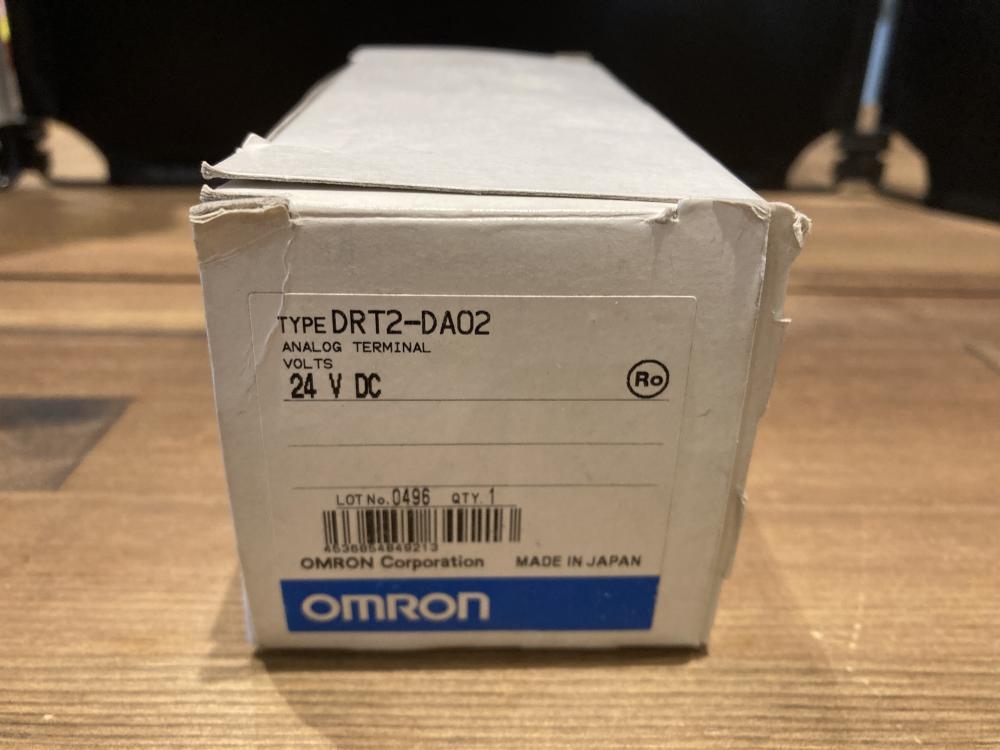 TYPE DRT2-DA02
ANALOG TERMINAL
VOLTS
24 V DC
Ro
LOT No. 0496 QTY. 1
4536854849213
OMRON Corporation MADE IN JAPAN
OMRON